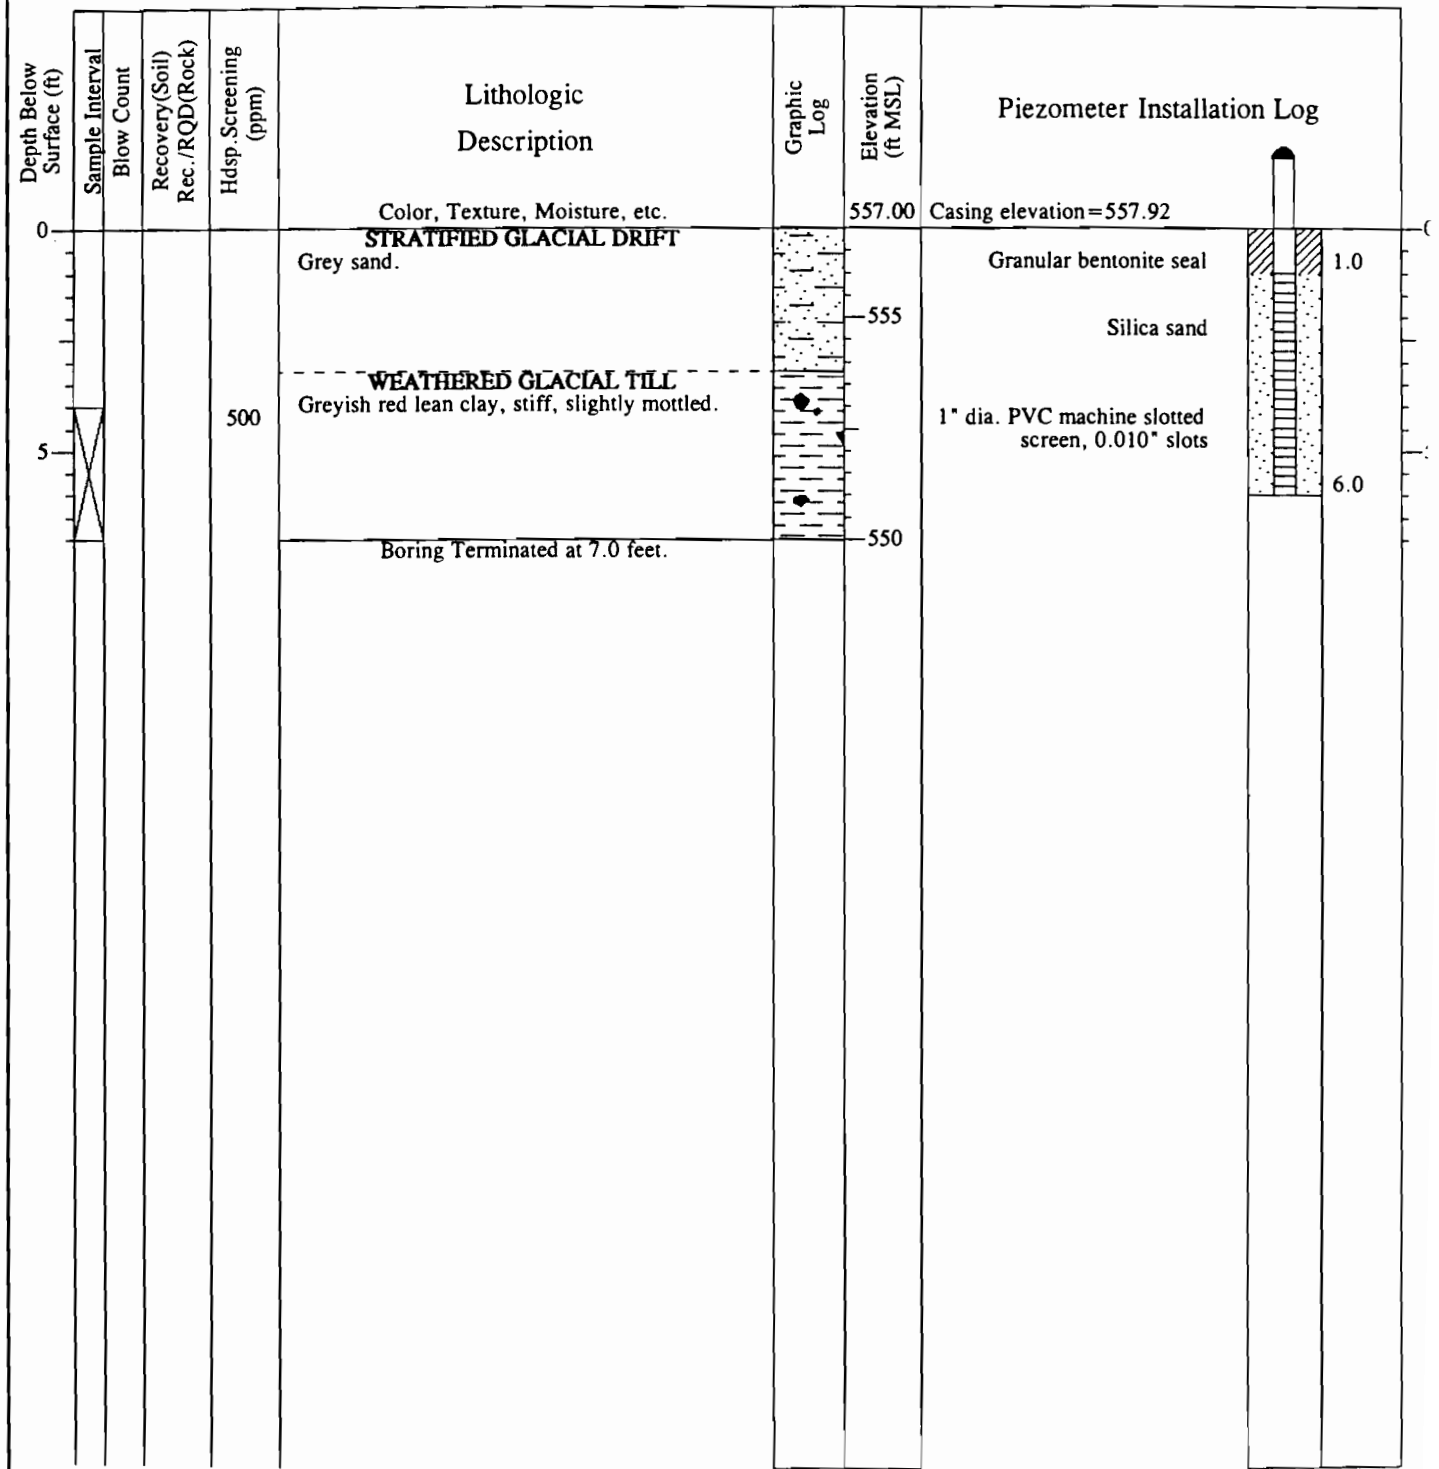 Depth Below
Surface (ft)
Sample Interval
Blow Count
Recovery(Soil)
Rec./RQD(Rock)
Hdsp.Screening
(ppm)
Lithologic
Description
Color, Texture, Moisture, etc.
Graphic
Log
Elevation
(ft MSL)
Piezometer Installation Log
557.00
Casing elevation=557.92
0
STRATIFIED GLACIAL DRIFT
Grey sand.
Granular bentonite seal
1.0
555
Silica sand
WEATHERED GLACIAL TILL
Greyish red lean clay, stiff, slightly mottled.
500
1" dia. PVC machine slotted
screen, 0.010" slots
5
6.0
550
Boring Terminated at 7.0 feet.